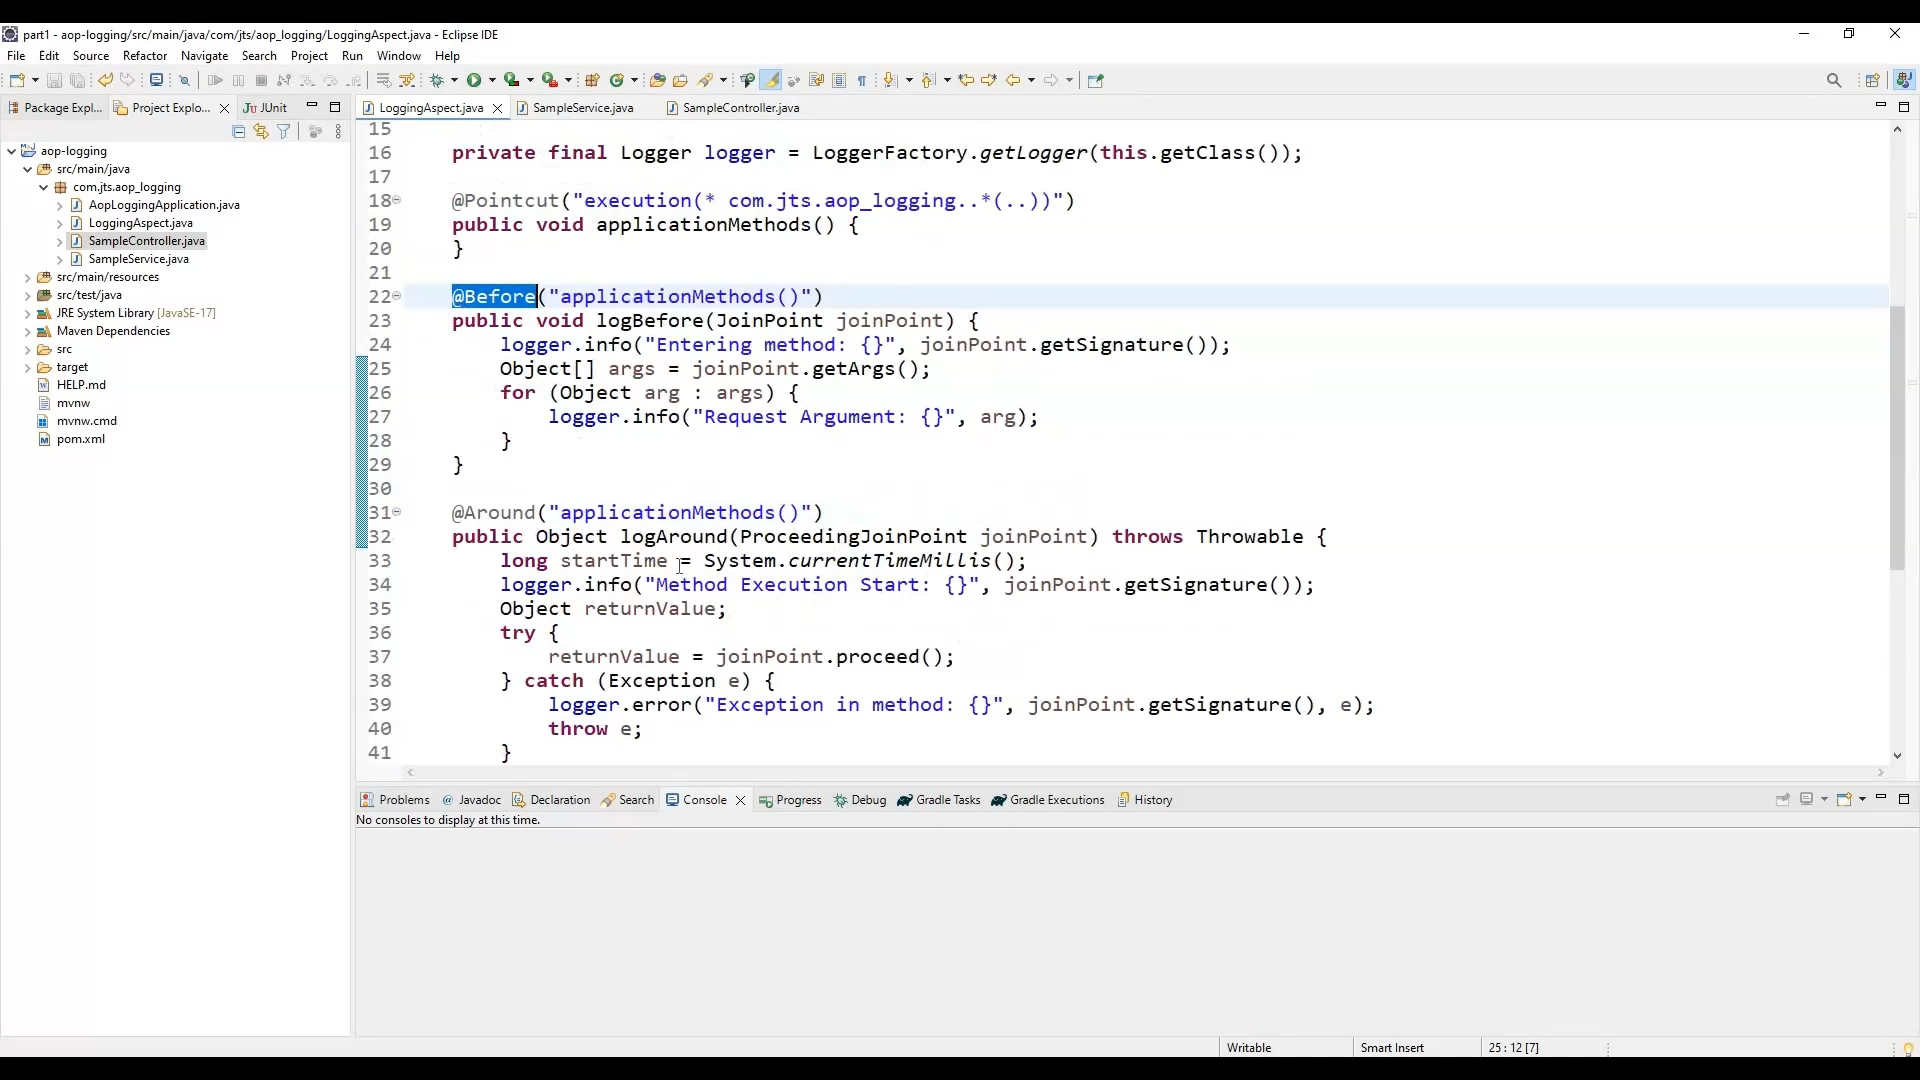 part1 - aop-logging/src/main/java/com/jts/aop_logging/LoggingAspect.java - Eclipse IDE
File Edit Source Refactor Navigate Search Project Run Window Help
Package Expl... Project Explo... JUnit
LoggingAspect.java SampleService.java SampleController.java
aop-logging
src/main/java
com.jts.aop_logging
AopLoggingApplication.java
LoggingAspect.java
SampleController.java
SampleService.java
src/main/resources
src/test/java
JRE System Library [JavaSE-17]
Maven Dependencies
src
target
HELP.md
mvnw
mvnw.cmd
pom.xml
15
16 private final Logger logger = LoggerFactory.getLogger(this.getClass());
17
18 @Pointcut("execution(* com.jts.aop_logging..*(..))")
19 public void applicationMethods() {
20 }
21
22 @Before("applicationMethods()")
23 public void logBefore(JoinPoint joinPoint) {
24 logger.info("Entering method: {}", joinPoint.getSignature());
25 Object[] args = joinPoint.getArgs();
26 for (Object arg : args) {
27 logger.info("Request Argument: {}", arg);
28 }
29 }
30
31 @Around("applicationMethods()")
32 public Object logAround(ProceedingJoinPoint joinPoint) throws Throwable {
33 long startTime = System.currentTimeMillis();
34 logger.info("Method Execution Start: {}", joinPoint.getSignature());
35 Object returnValue;
36 try {
37 returnValue = joinPoint.proceed();
38 } catch (Exception e) {
39 logger.error("Exception in method: {}", joinPoint.getSignature(), e);
40 throw e;
41 }
Problems Javadoc Declaration Search Console Progress Debug Gradle Tasks Gradle Executions History
No consoles to display at this time.
Writable Smart Insert 25 : 12 [7]